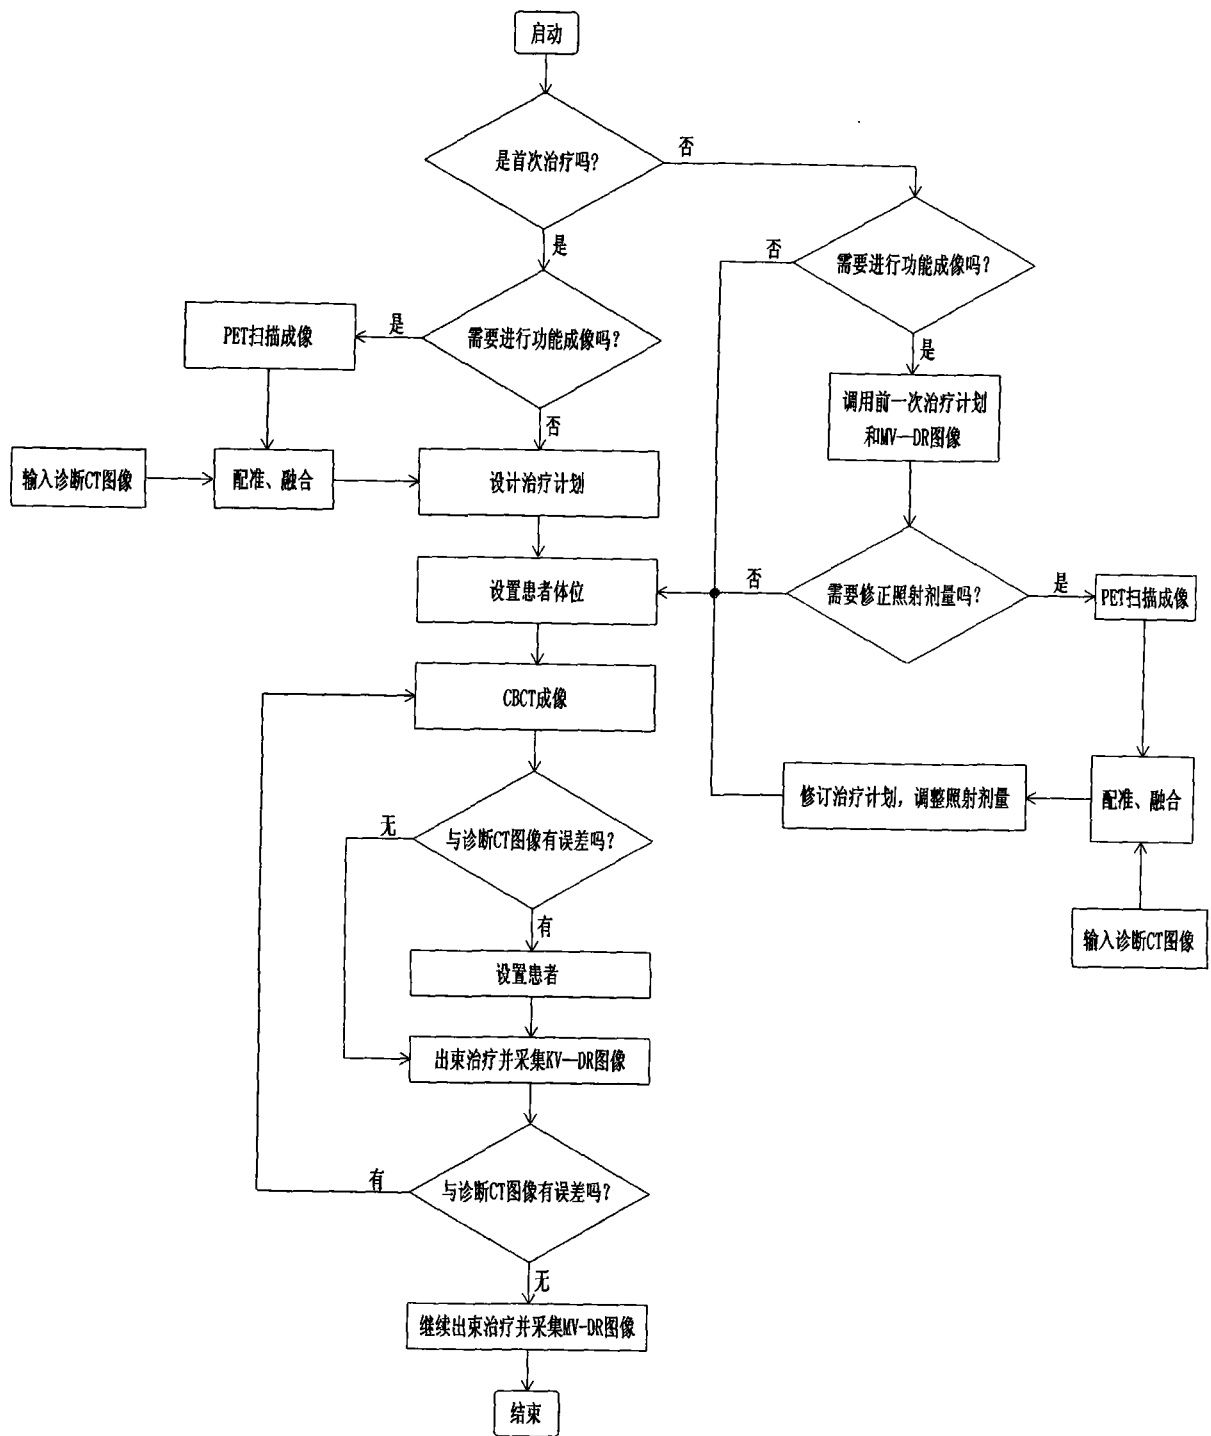 启动
是首次治疗吗?
否
是
需要进行功能成像吗?
否
是
PET扫描成像
是
需要进行功能成像吗?
否
调用前一次治疗计划
和MV—DR图像
输入诊断CT图像
配准、融合
设计治疗计划
设置患者体位
否
需要修正照射剂量吗?
是
PET扫描成像
CBCT成像
修订治疗计划，调整照射剂量
配准、融合
输入诊断CT图像
无
与诊断CT图像有误差吗?
有
设置患者
出束治疗并采集KV—DR图像
有
与诊断CT图像有误差吗?
无
继续出束治疗并采集MV-DR图像
结束